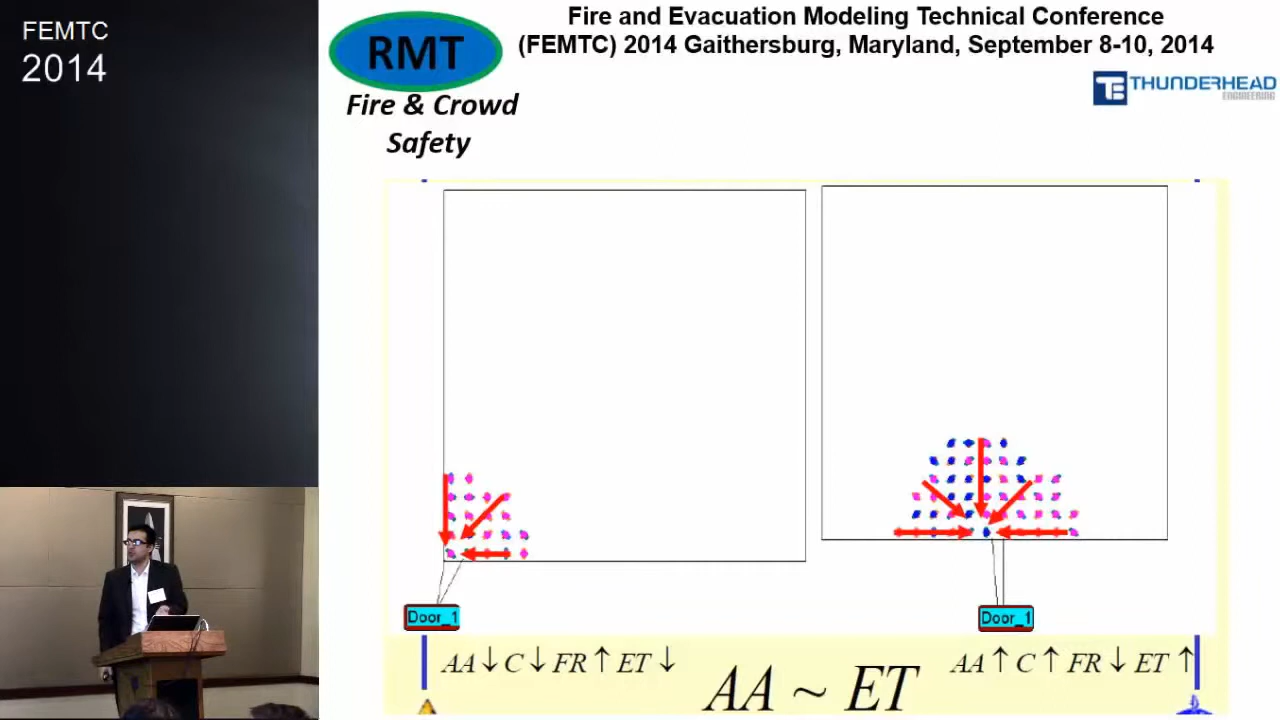 FEMTC
2014
RMT
Fire & Crowd
Safety
Fire and Evacuation Modeling Technical Conference
(FEMTC) 2014 Gaithersburg, Maryland, September 8-10, 2014
THUNDERHEAD
ENGINEERING
Door_1
Door_1
AA ↓ C ↓ FR ↑ ET ↓
AA ~ ET
AA ↑ C ↑ FR ↓ ET ↑